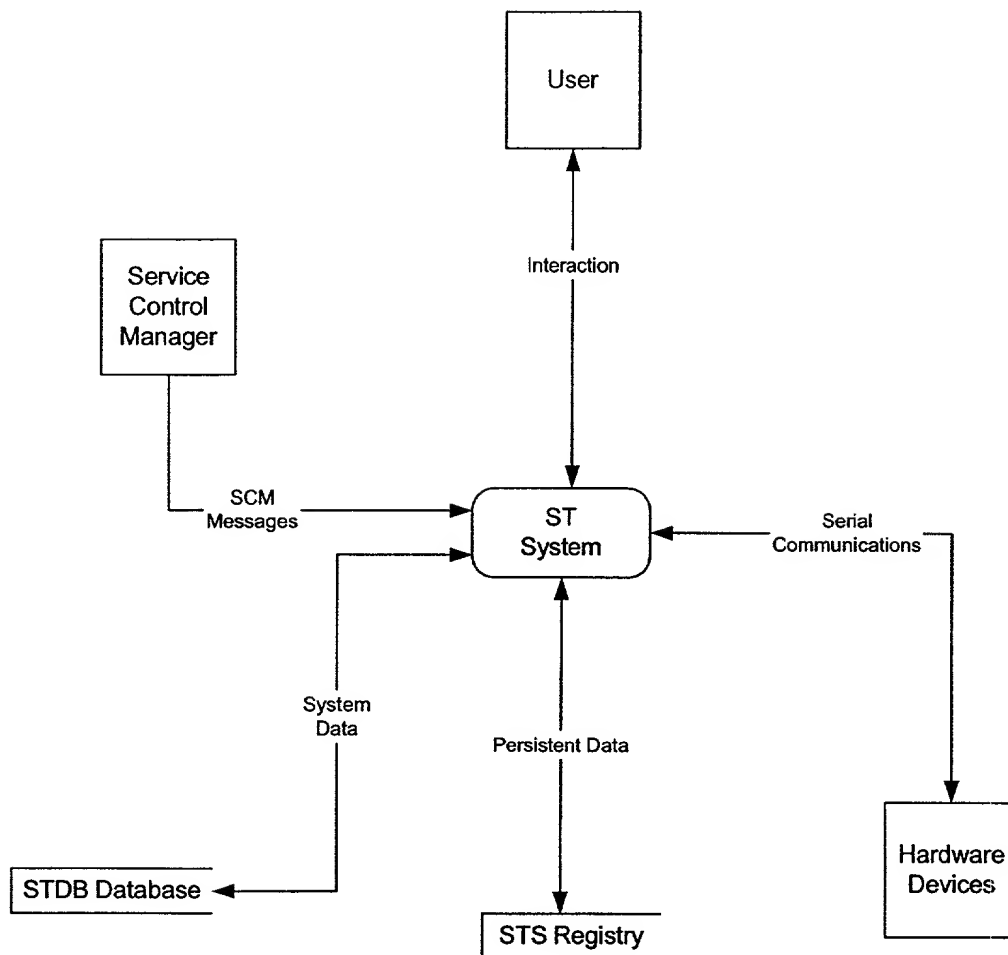 User
Interaction
Service
Control
Manager
SCM
Messages
ST
System
Serial
Communications
System
Data
Persistent Data
STDB Database
STS Registry
Hardware
Devices